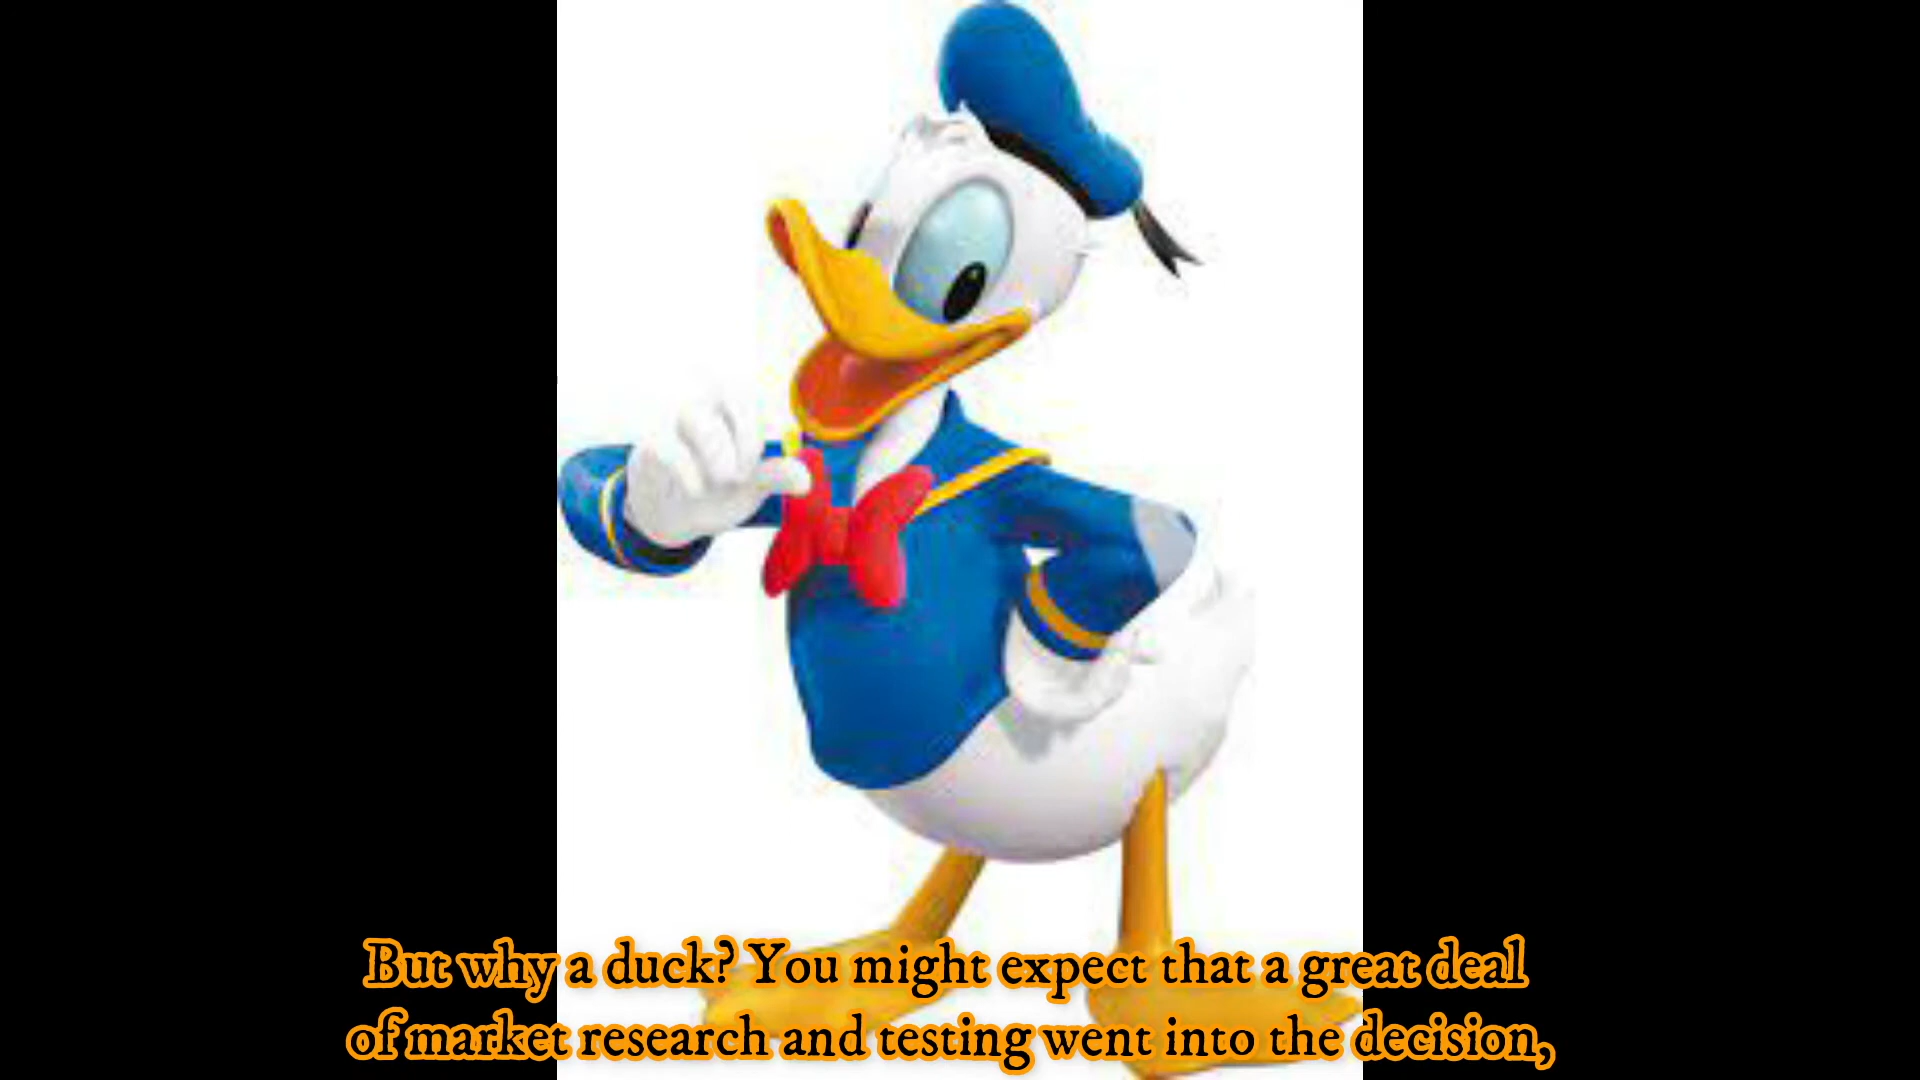 But why a duck? You might expect that a great deal
of market research and testing went into the decision,